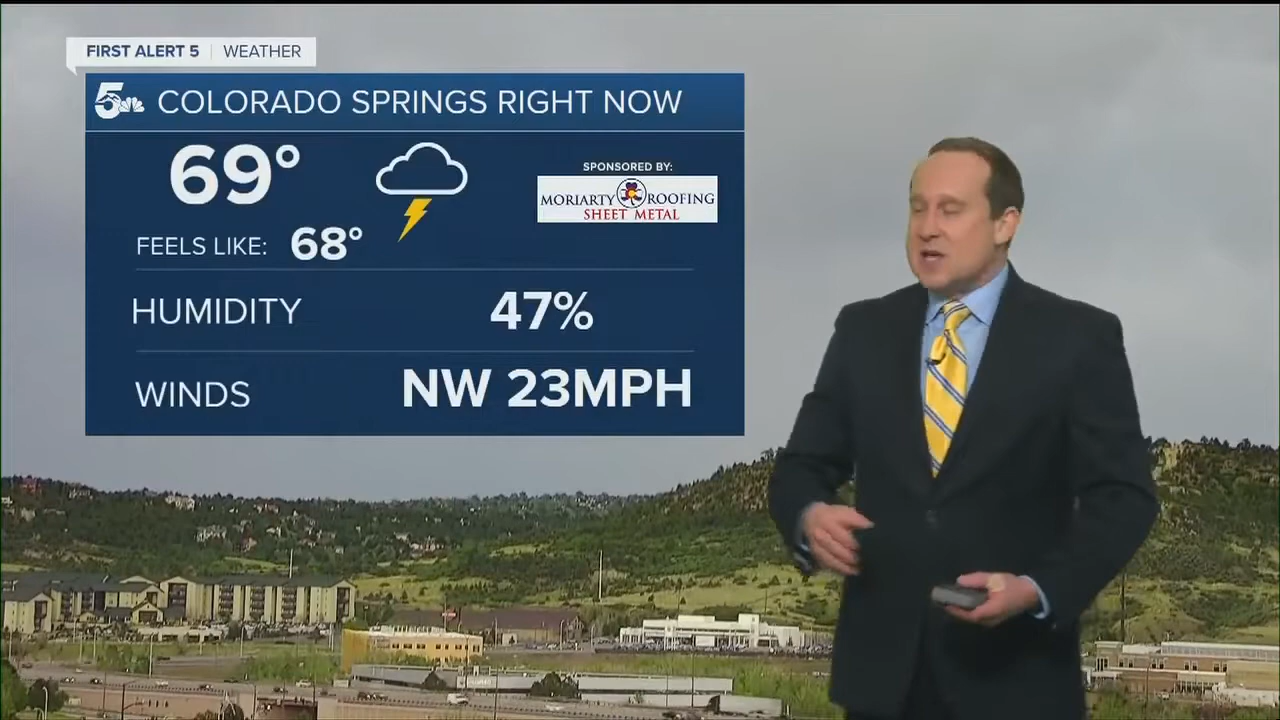 FIRST ALERT 5 | WEATHER
5 COLORADO SPRINGS RIGHT NOW
69°
SPONSORED BY:
MORIARTY ROOFING
SHEET METAL
FEELS LIKE: 68°
HUMIDITY 47%
WINDS NW 23MPH